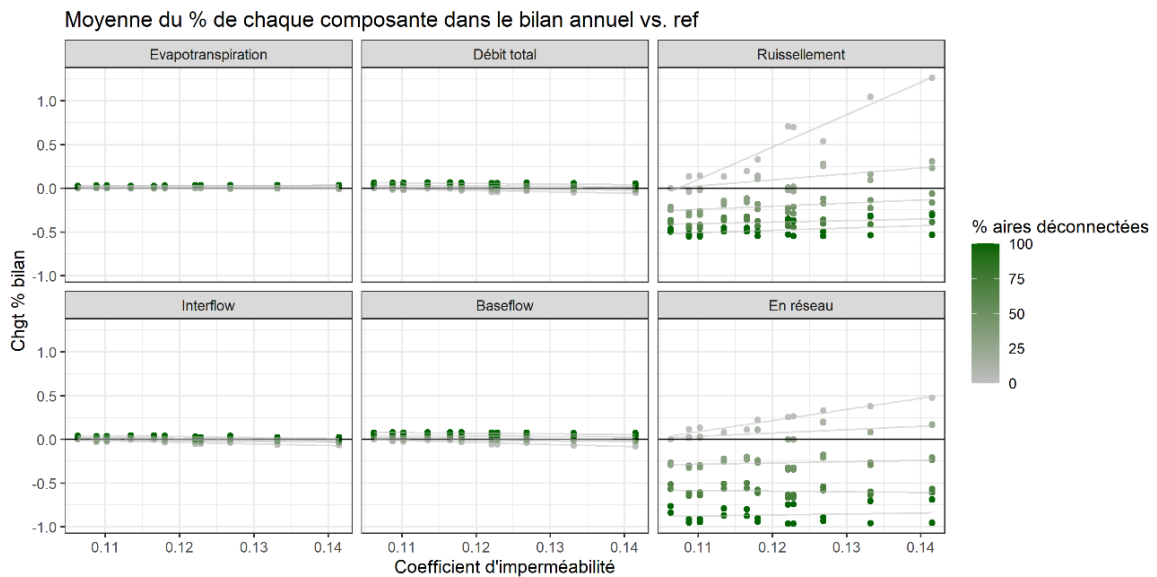 Moyenne du % de chaque composante dans le bilan annuel vs. ref
Evapotranspiration
Débit total
Ruissellement
1.0
0.5
0.0
-0.5
-1.0
Interflow
Baseflow
En réseau
1.0
0.5
0.0
-0.5
-1.0
0.11 0.12 0.13 0.14
0.11 0.12 0.13 0.14
0.11 0.12 0.13 0.14
Chgt % bilan
Coefficient d'imperméabilité
% aires déconnectées
100
75
50
25
0